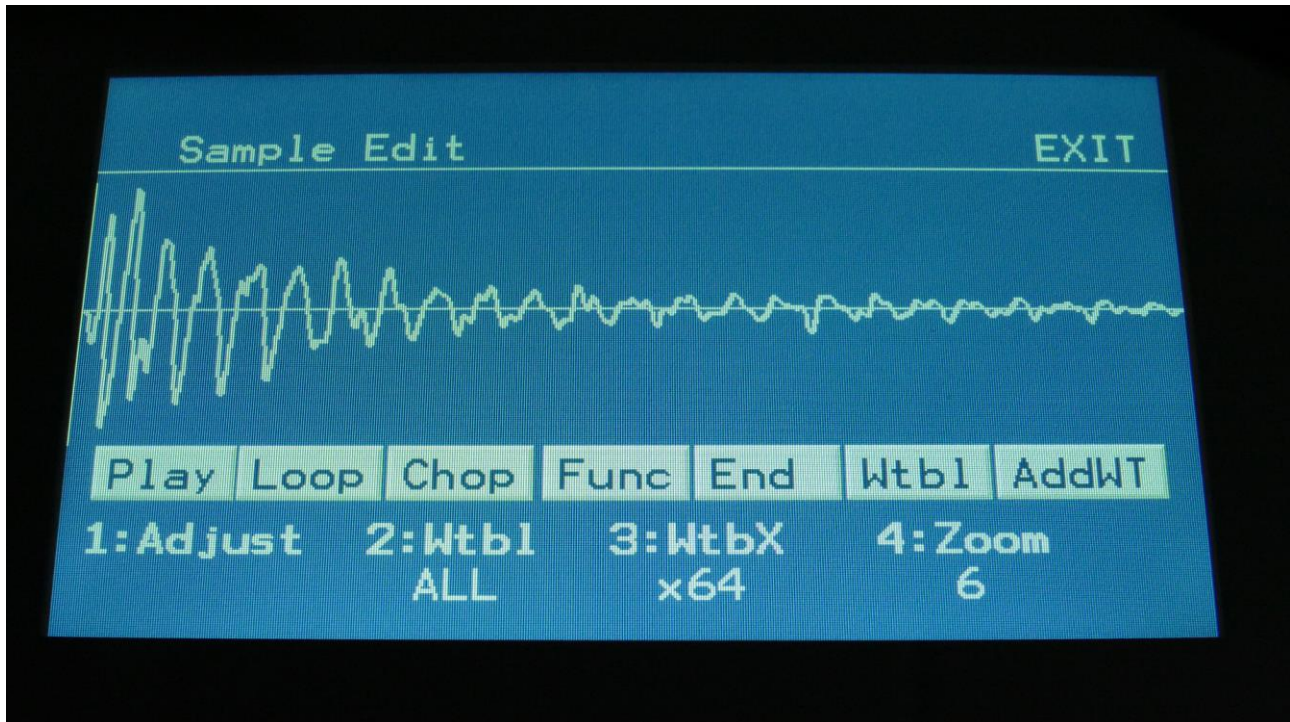 Sample Edit EXIT
Play Loop Chop Func End Wtbl AddWT
1:Adjust 2:Wtbl 3:WtbX 4:Zoom
ALL x64 6